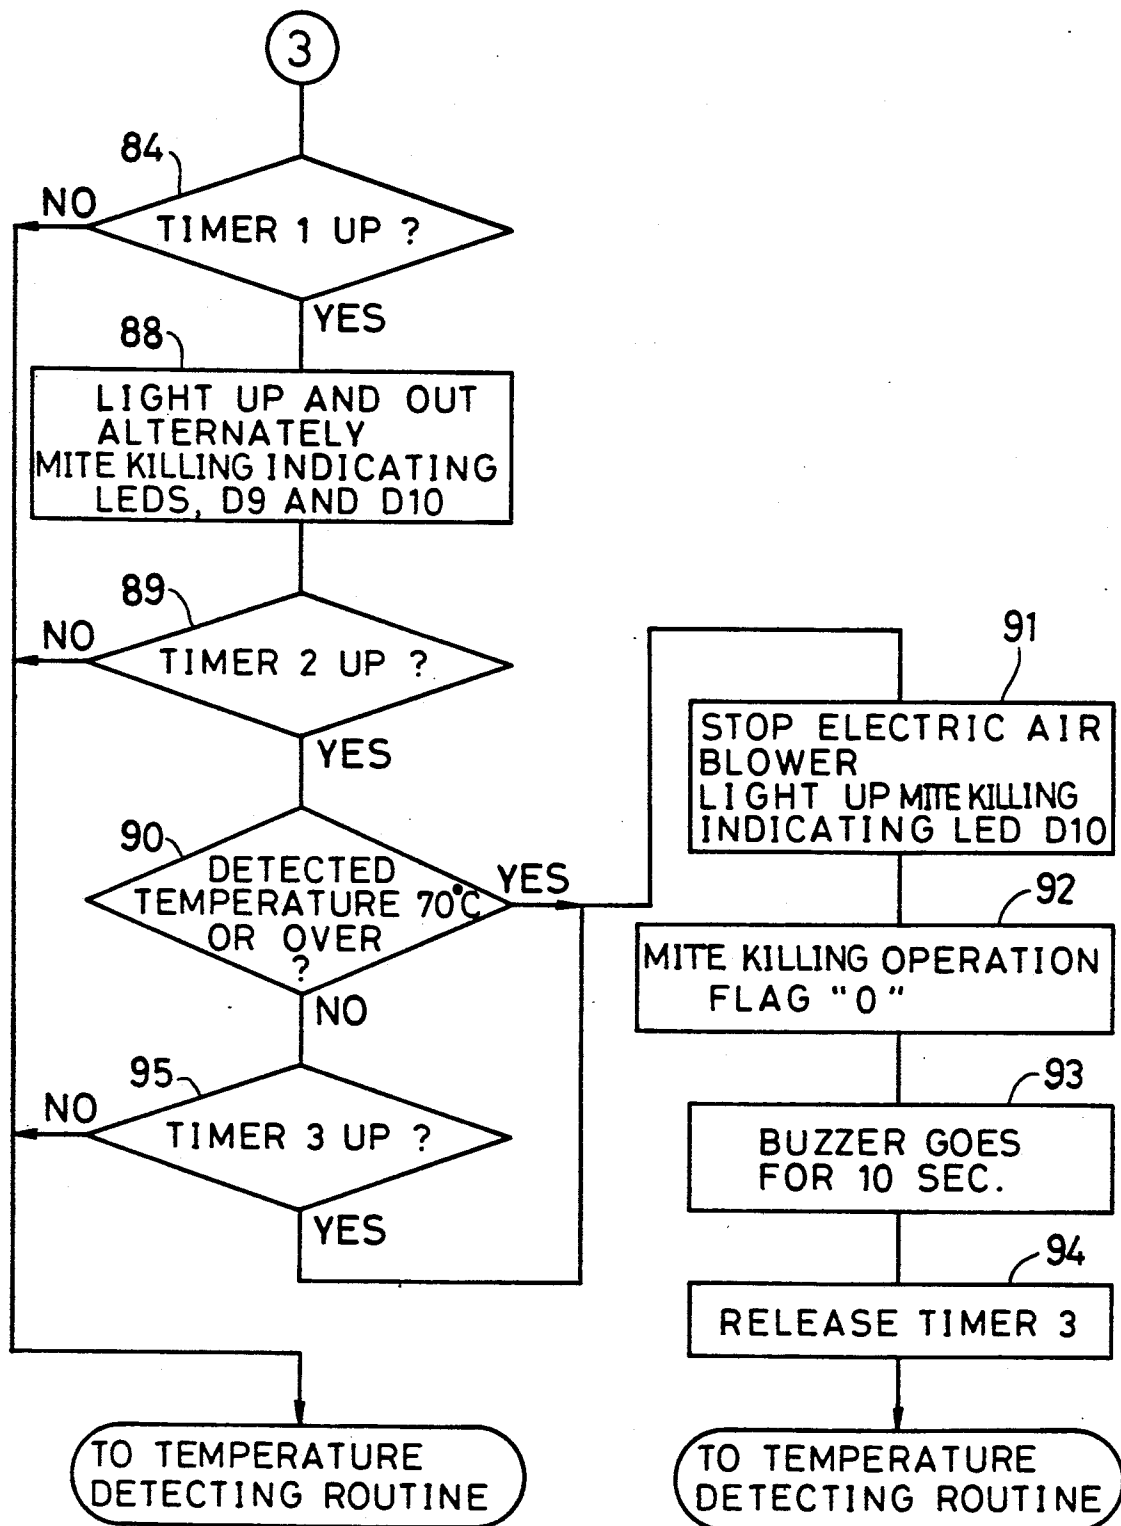 3
84
NO
TIMER 1 UP ?
YES
88
LIGHT UP AND OUT
ALTERNATELY
MITE KILLING INDICATING
LEDS, D9 AND D10
89
NO
TIMER 2 UP ?
YES
90
DETECTED
TEMPERATURE 70°C
OR OVER
?
YES
NO
95
NO
TIMER 3 UP ?
YES
TO TEMPERATURE
DETECTING ROUTINE
91
STOP ELECTRIC AIR
BLOWER
LIGHT UP MITE KILLING
INDICATING LED D10
92
MITE KILLING OPERATION
FLAG "0"
93
BUZZER GOES
FOR 10 SEC.
94
RELEASE TIMER 3
TO TEMPERATURE
DETECTING ROUTINE